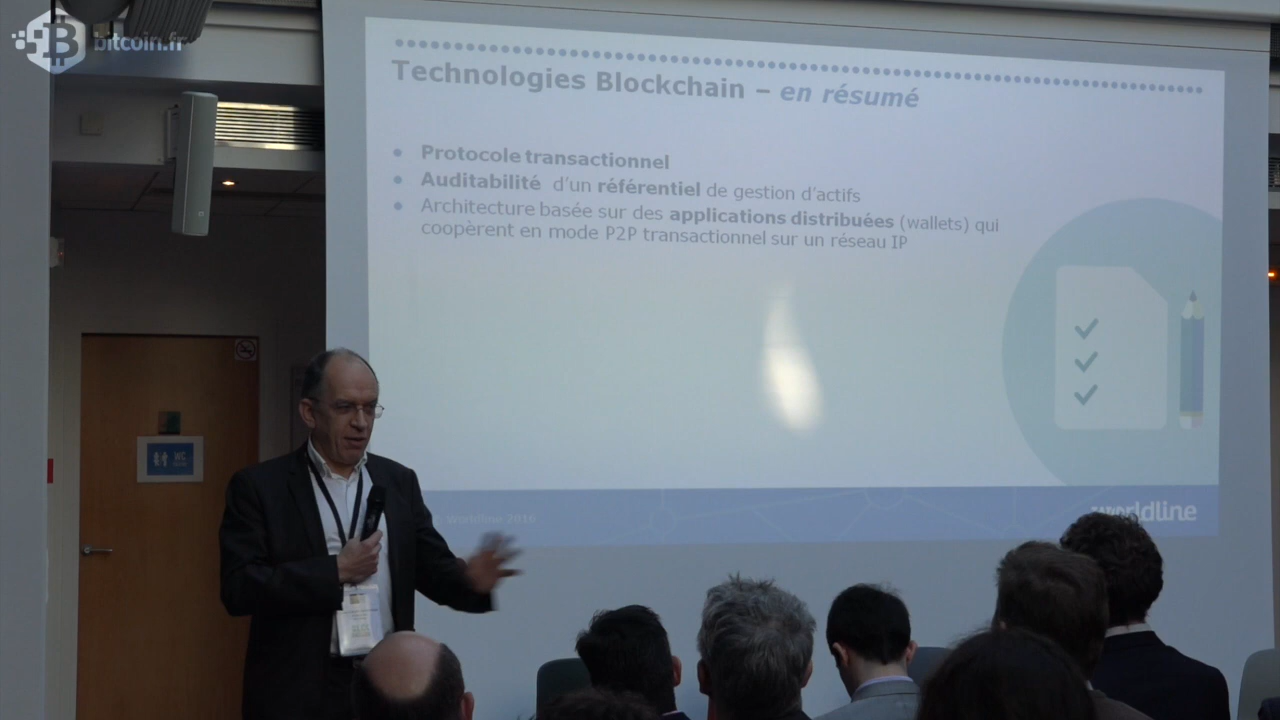 bitcoin.fr
Technologies Blockchain – en résumé
• Protocole transactionnel
• Auditabilité d'un référentiel de gestion d'actifs
• Architecture basée sur des applications distribuées (wallets) qui
coopèrent en mode P2P transactionnel sur un réseau IP
Worldline 2016
worldline
WC